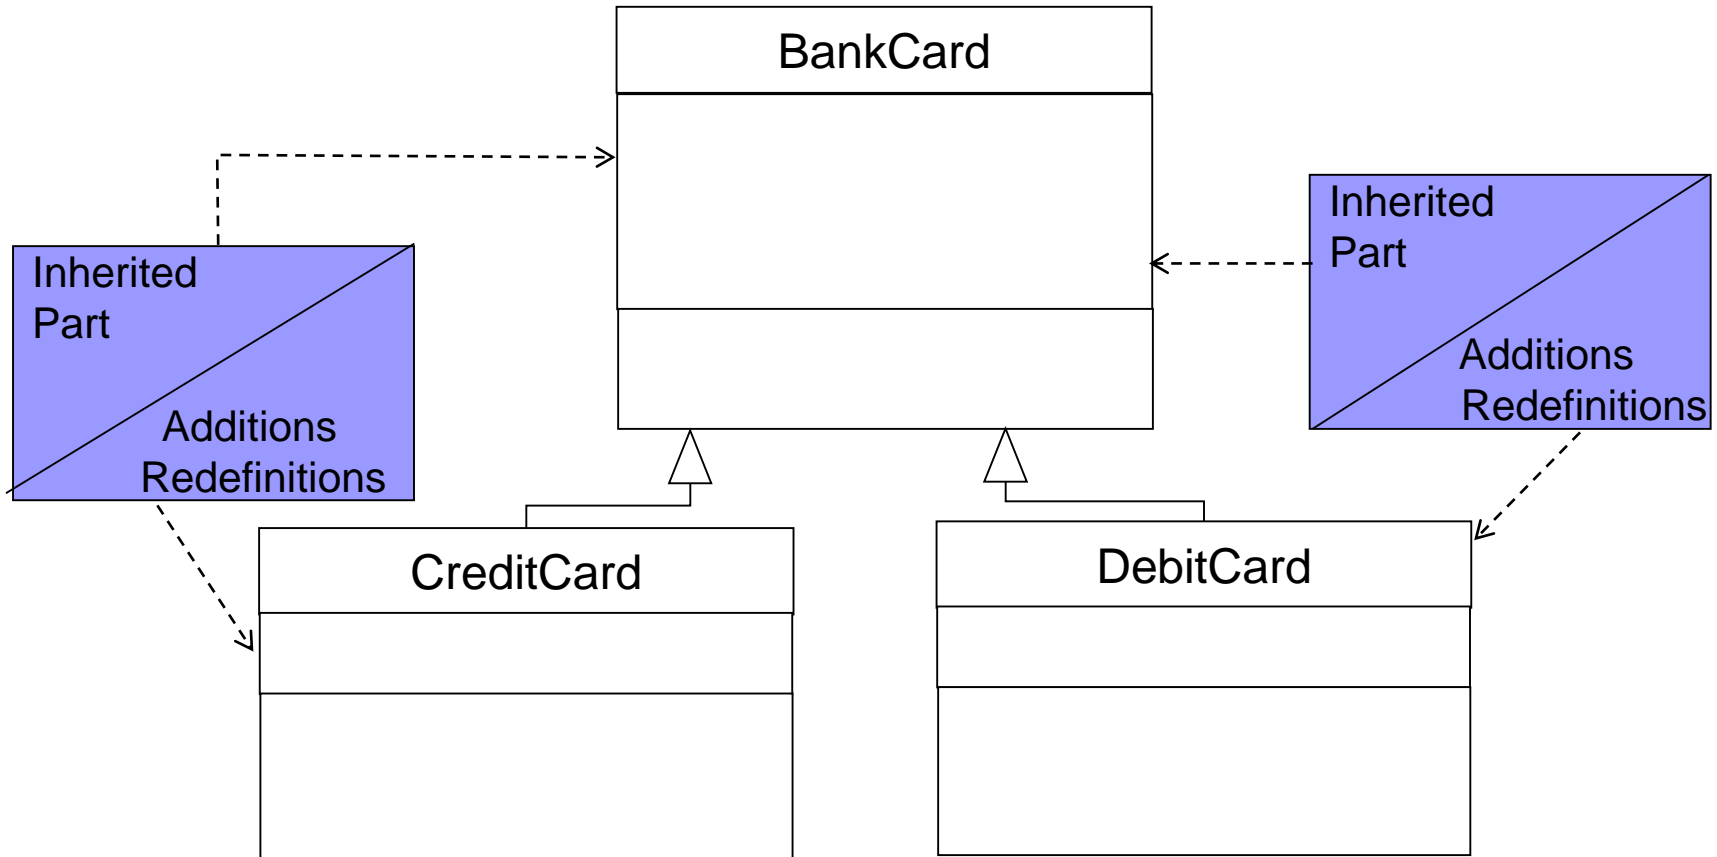 BankCard
Inherited
Part
Additions
Redefinitions
Inherited
Part
Additions
Redefinitions
CreditCard
DebitCard